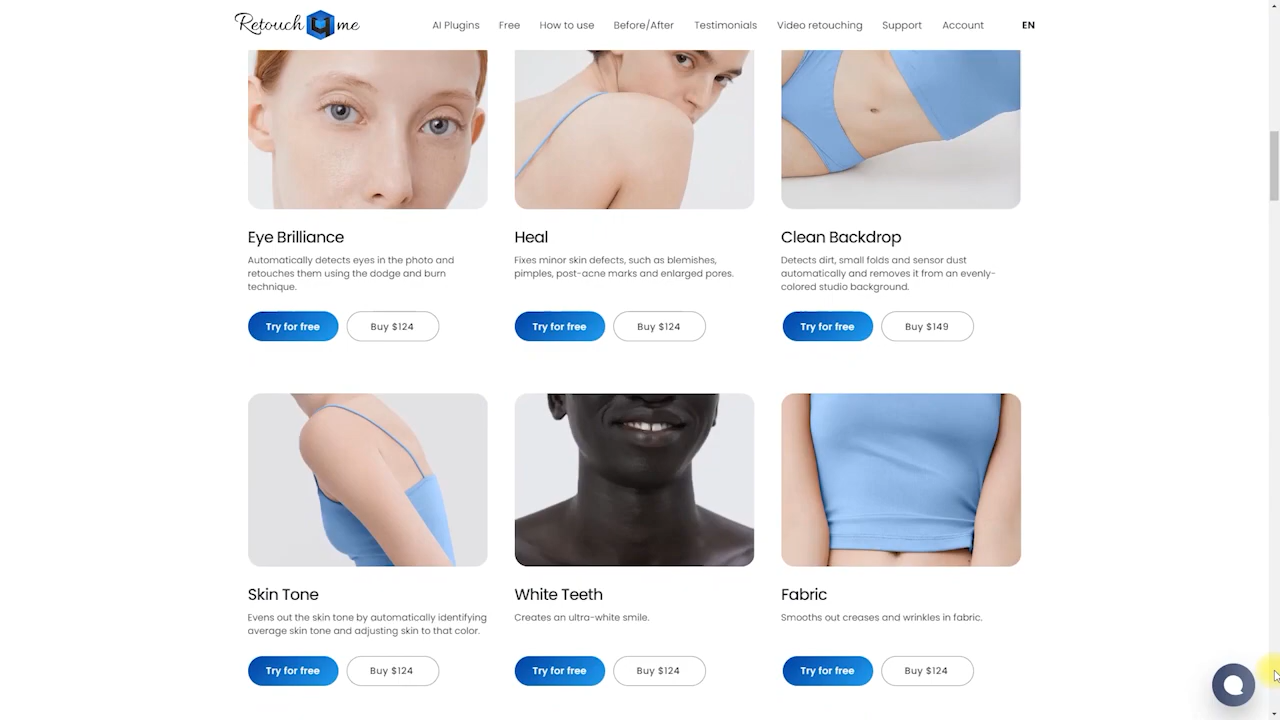 Retouch me
AI Plugins
Free
How to use
Before/After
Testimonials
Video retouching
Support
Account
EN
Eye Brilliance
Automatically detects eyes in the photo and
retouches them using the dodge and burn
technique.
Try for free
Buy $124
Heal
Fixes minor skin defects, such as blemishes,
pimples, post-acne marks and enlarged pores.
Try for free
Buy $124
Clean Backdrop
Detects dirt, small folds and sensor dust
automatically and removes it from an evenly-
colored studio background.
Try for free
Buy $149
Skin Tone
Evens out the skin tone by automatically identifying
average skin tone and adjusting skin to that color.
Try for free
Buy $124
White Teeth
Creates an ultra-white smile.
Try for free
Buy $124
Fabric
Smooths out creases and wrinkles in fabric.
Try for free
Buy $124